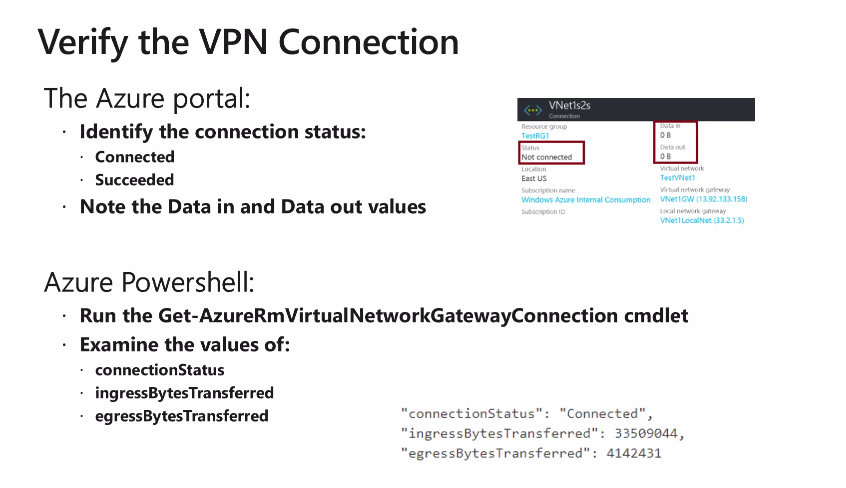 Verify the VPN Connection
The Azure portal:
· Identify the connection status:
· Connected
· Succeeded
· Note the Data in and Data out values
VNet1s2s
Connection
Resource group
TestRG1
Status
Not connected
Location
East US
Subscription name
Windows Azure Internal Consumption
Subscription ID
Data in
0 B
Data out
0 B
Virtual network
TestVNet1
Virtual network gateway
VNet1GW (13.92.133.158)
Local network gateway
VNet1LocalNet (33.2.1.5)
Azure Powershell:
· Run the Get-AzureRmVirtualNetworkGatewayConnection cmdlet
· Examine the values of:
· connectionStatus
· ingressBytesTransferred
· egressBytesTransferred
"connectionStatus": "Connected",
"ingressBytesTransferred": 33509044,
"egressBytesTransferred": 4142431